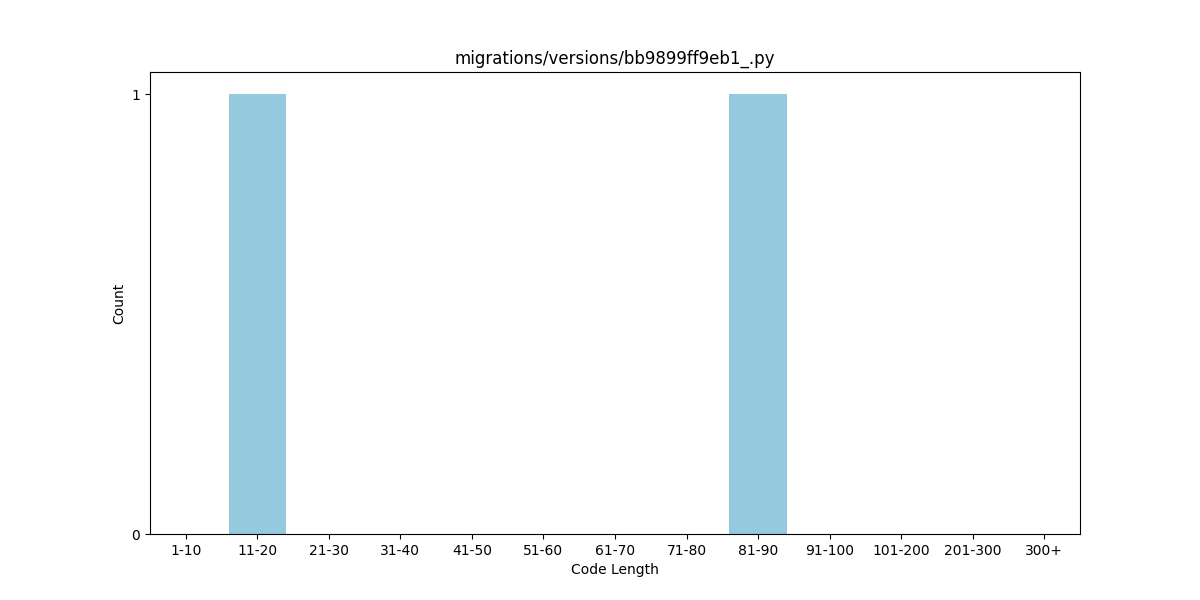 migrations/versions/bb9899ff9eb1_.py
1
Count
0
1-10 11-20 21-30 31-40 41-50 51-60 61-70 71-80 81-90 91-100 101-200 201-300 300+
Code Length